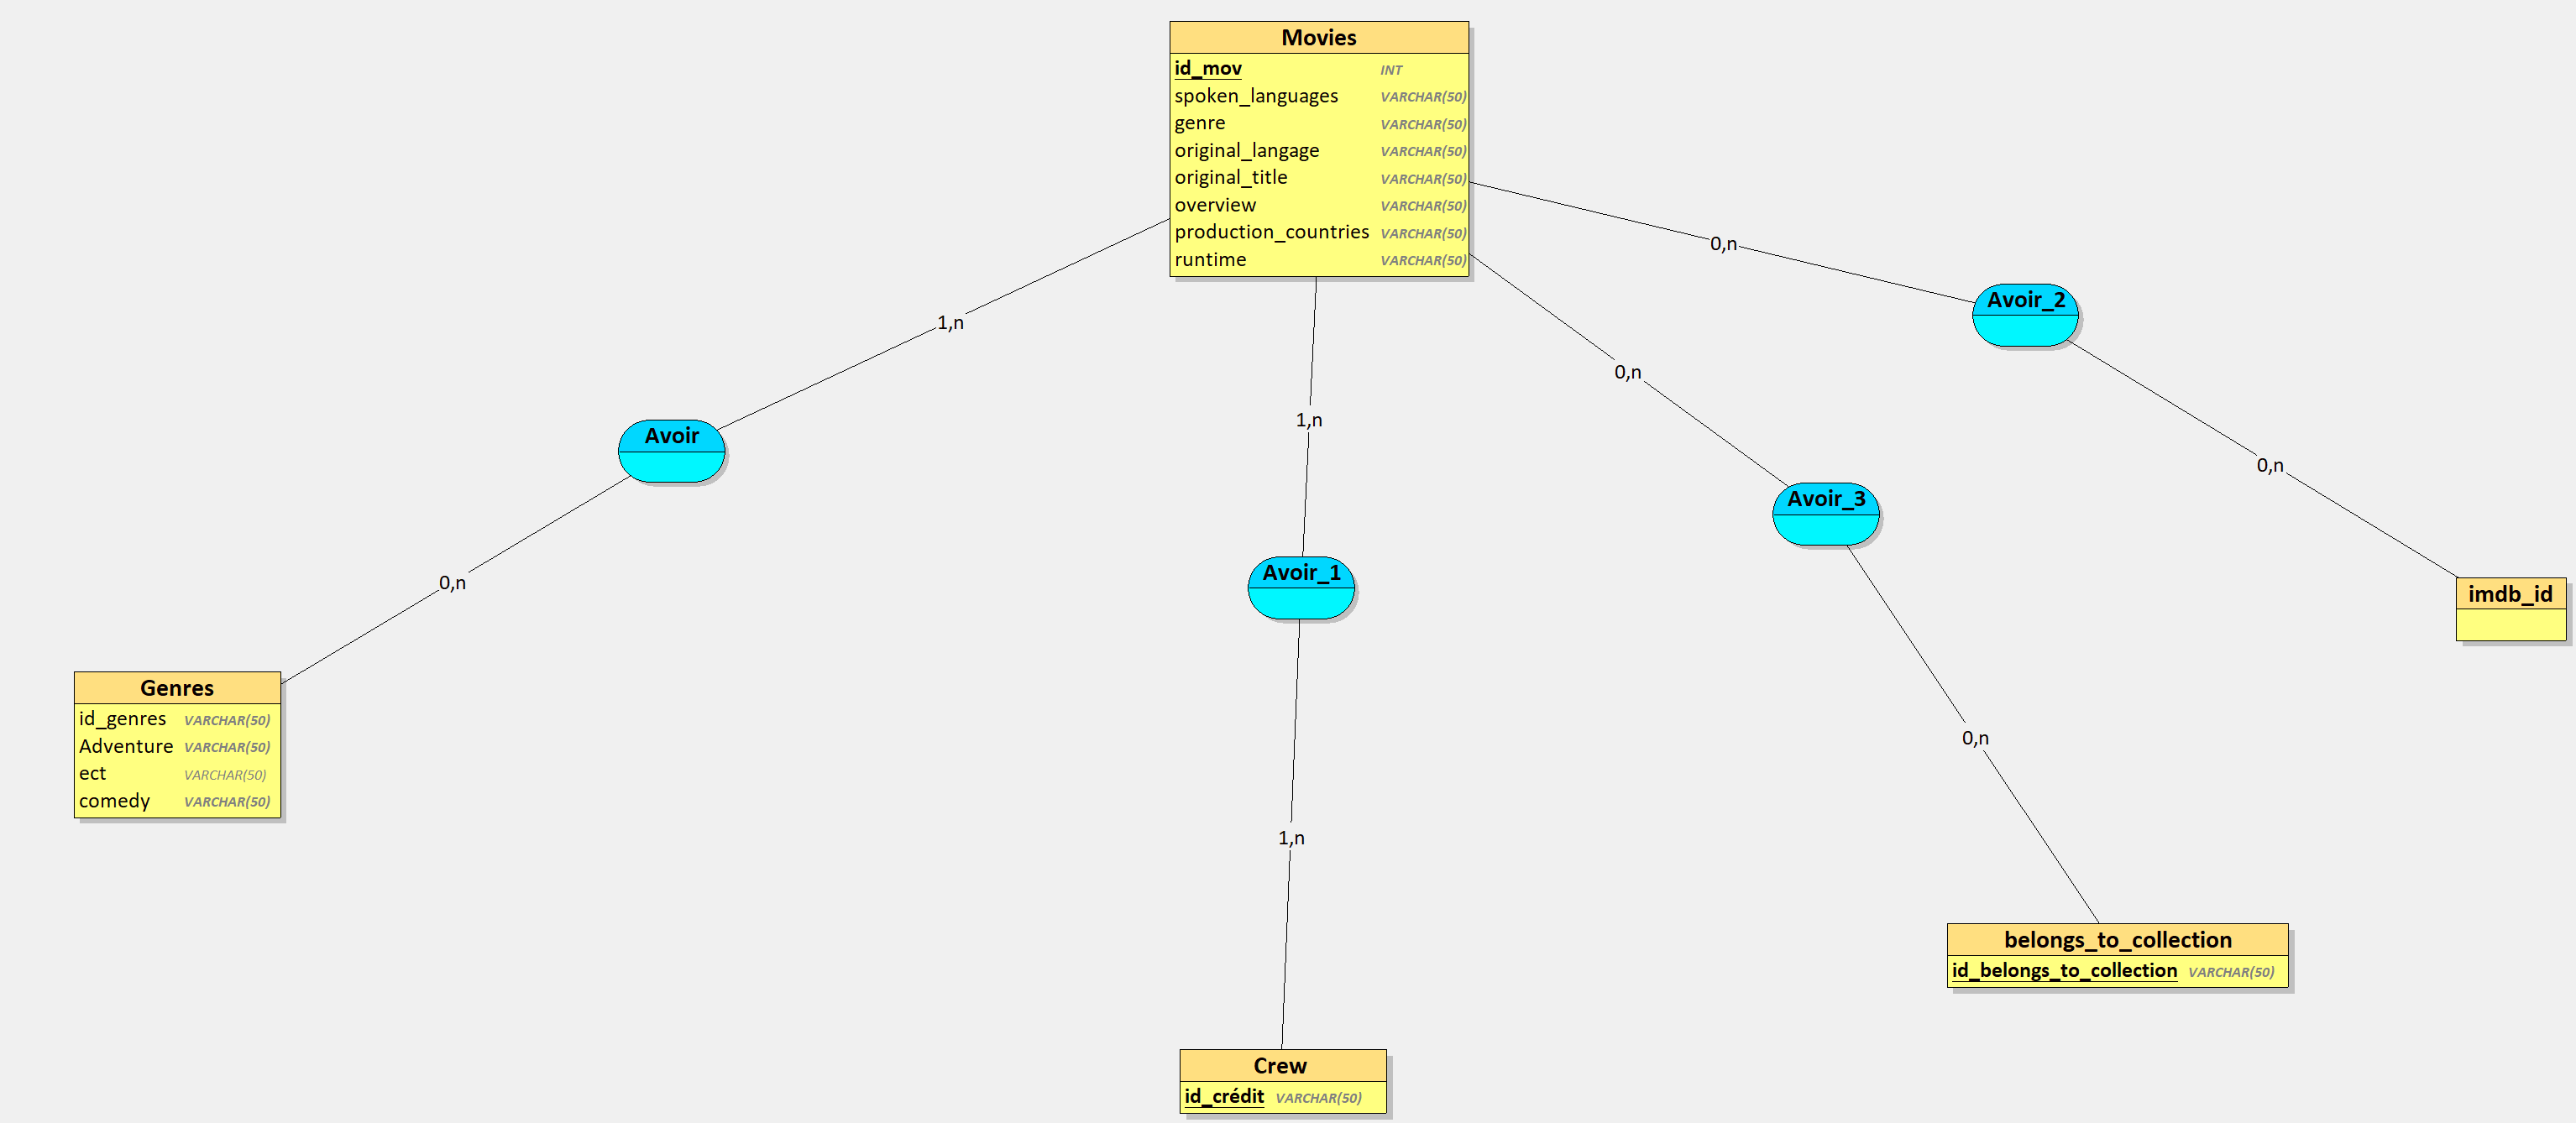 Movies
id_mov INT
spoken_languages VARCHAR(50)
genre VARCHAR(50)
original_langage VARCHAR(50)
original_title VARCHAR(50)
overview VARCHAR(50)
production_countries VARCHAR(50)
runtime VARCHAR(50)
0,n
Avoir_2
1,n
0,n
1,n
Avoir
0,n
Avoir_3
Avoir_1
0,n
imdb_id
Genres
id_genres VARCHAR(50)
Adventure VARCHAR(50)
ect VARCHAR(50)
comedy VARCHAR(50)
0,n
1,n
belongs_to_collection
id_belongs_to_collection VARCHAR(50)
Crew
id_crédit VARCHAR(50)